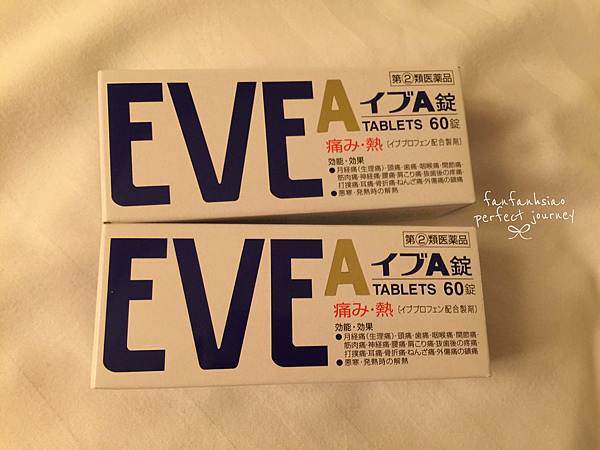 EVE A
指②類医薬品
イブA錠
TABLETS 60錠
痛み・熱 [イブプロフェン配合製剤]
効能・効果
●月経痛(生理痛)・頭痛・歯痛・咽喉痛・関節痛・
筋肉痛・神経痛・腰痛・肩こり痛・抜歯後の疼痛・
打撲痛・耳痛・骨折痛・ねんざ痛・外傷痛の鎮痛
●悪寒・発熱時の解熱
fanfanhsiao
perfect journey
EVE A
指②類医薬品
イブA錠
TABLETS 60錠
痛み・熱 [イブプロフェン配合製剤]
効能・効果
●月経痛(生理痛)・頭痛・歯痛・咽喉痛・関節痛・
筋肉痛・神経痛・腰痛・肩こり痛・抜歯後の疼痛・
打撲痛・耳痛・骨折痛・ねんざ痛・外傷痛の鎮痛
●悪寒・発熱時の解熱